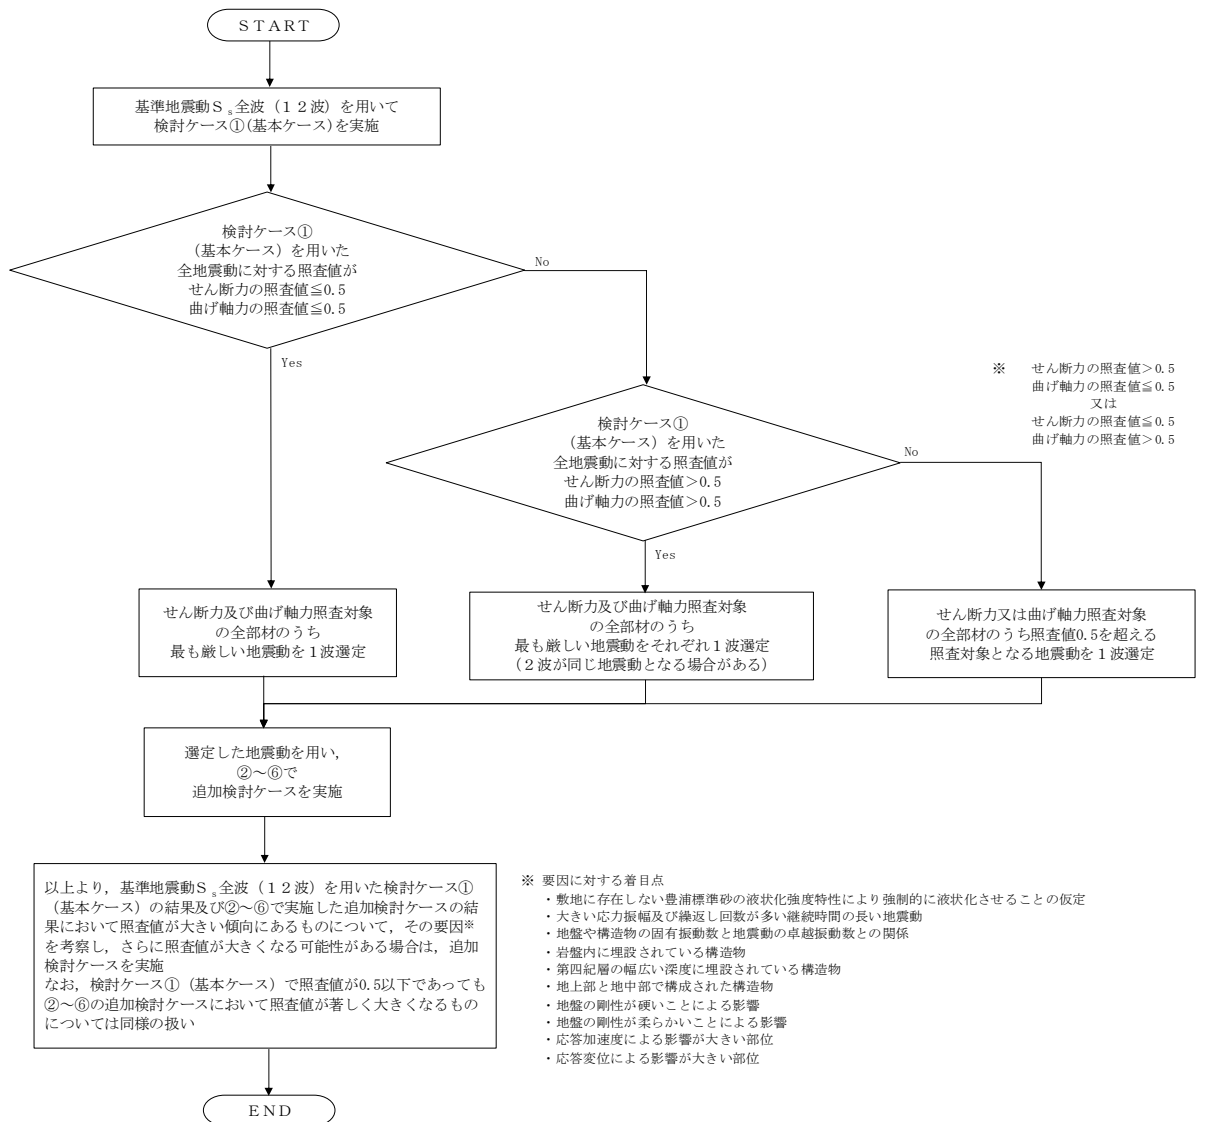 ＳＴＡＲＴ
基準地震動Ｓｓ全波（１２波）を用いて
検討ケース①(基本ケース)を実施
検討ケース①
（基本ケース）を用いた
全地震動に対する照査値が
せん断力の照査値≦0.5
曲げ軸力の照査値≦0.5
No
Yes
※ せん断力の照査値＞0.5
曲げ軸力の照査値≦0.5
又は
せん断力の照査値≦0.5
曲げ軸力の照査値＞0.5
検討ケース①
（基本ケース）を用いた
全地震動に対する照査値が
せん断力の照査値＞0.5
曲げ軸力の照査値＞0.5
No
Yes
せん断力及び曲げ軸力照査対象
の全部材のうち
最も厳しい地震動を１波選定
せん断力及び曲げ軸力照査対象
の全部材のうち
最も厳しい地震動をそれぞれ１波選定
（２波が同じ地震動となる場合がある）
せん断力又は曲げ軸力照査対象
の全部材のうち照査値0.5を超える
照査対象となる地震動を１波選定
選定した地震動を用い，
②～⑥で
追加検討ケースを実施
以上より，基準地震動Ｓｓ全波（１２波）を用いた検討ケース①
（基本ケース）の結果及び②～⑥で実施した追加検討ケースの結
果において照査値が大きい傾向にあるものについて，その要因※
を考察し，さらに照査値が大きくなる可能性がある場合は，追加
検討ケースを実施
なお，検討ケース①（基本ケース）で照査値が0.5以下であっても
②～⑥の追加検討ケースにおいて照査値が著しく大きくなるもの
については同様の扱い
※ 要因に対する着目点
・敷地に存在しない豊浦標準砂の液状化強度特性により強制的に液状化させることの仮定
・大きい応力振幅及び繰返し回数が多い継続時間の長い地震動
・地盤や構造物の固有振動数と地震動の卓越振動数との関係
・岩盤内に埋設されている構造物
・第四紀層の幅広い深度に埋設されている構造物
・地上部と地中部で構成された構造物
・地盤の剛性が硬いことによる影響
・地盤の剛性が柔らかいことによる影響
・応答加速度による影響が大きい部位
・応答変位による影響が大きい部位
ＥＮＤ